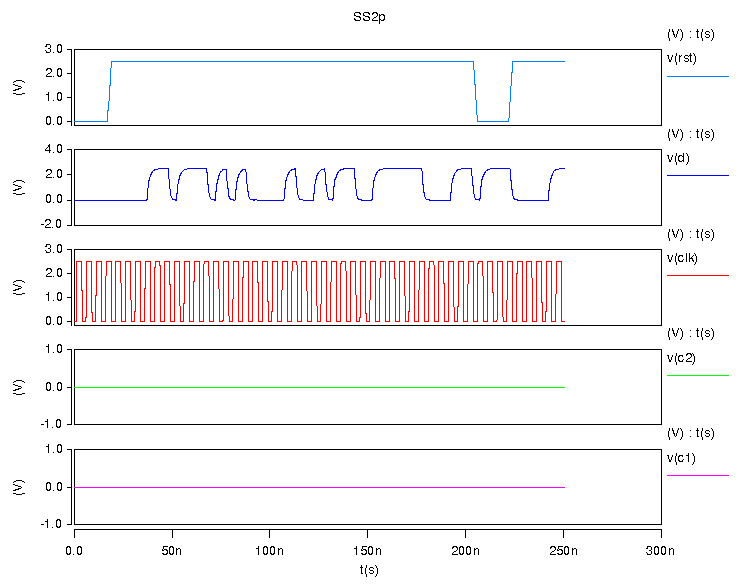 SS2p
(V) : t(s)
v(rst)
3.0
2.0
1.0
0.0
(V)
(V) : t(s)
v(d)
4.0
2.0
0.0
-2.0
(V)
(V) : t(s)
v(clk)
3.0
2.0
1.0
0.0
(V)
(V) : t(s)
v(c2)
1.0
0.0
-1.0
(V)
(V) : t(s)
v(c1)
1.0
0.0
-1.0
(V)
0.0 50n 100n 150n 200n 250n 300n
t(s)